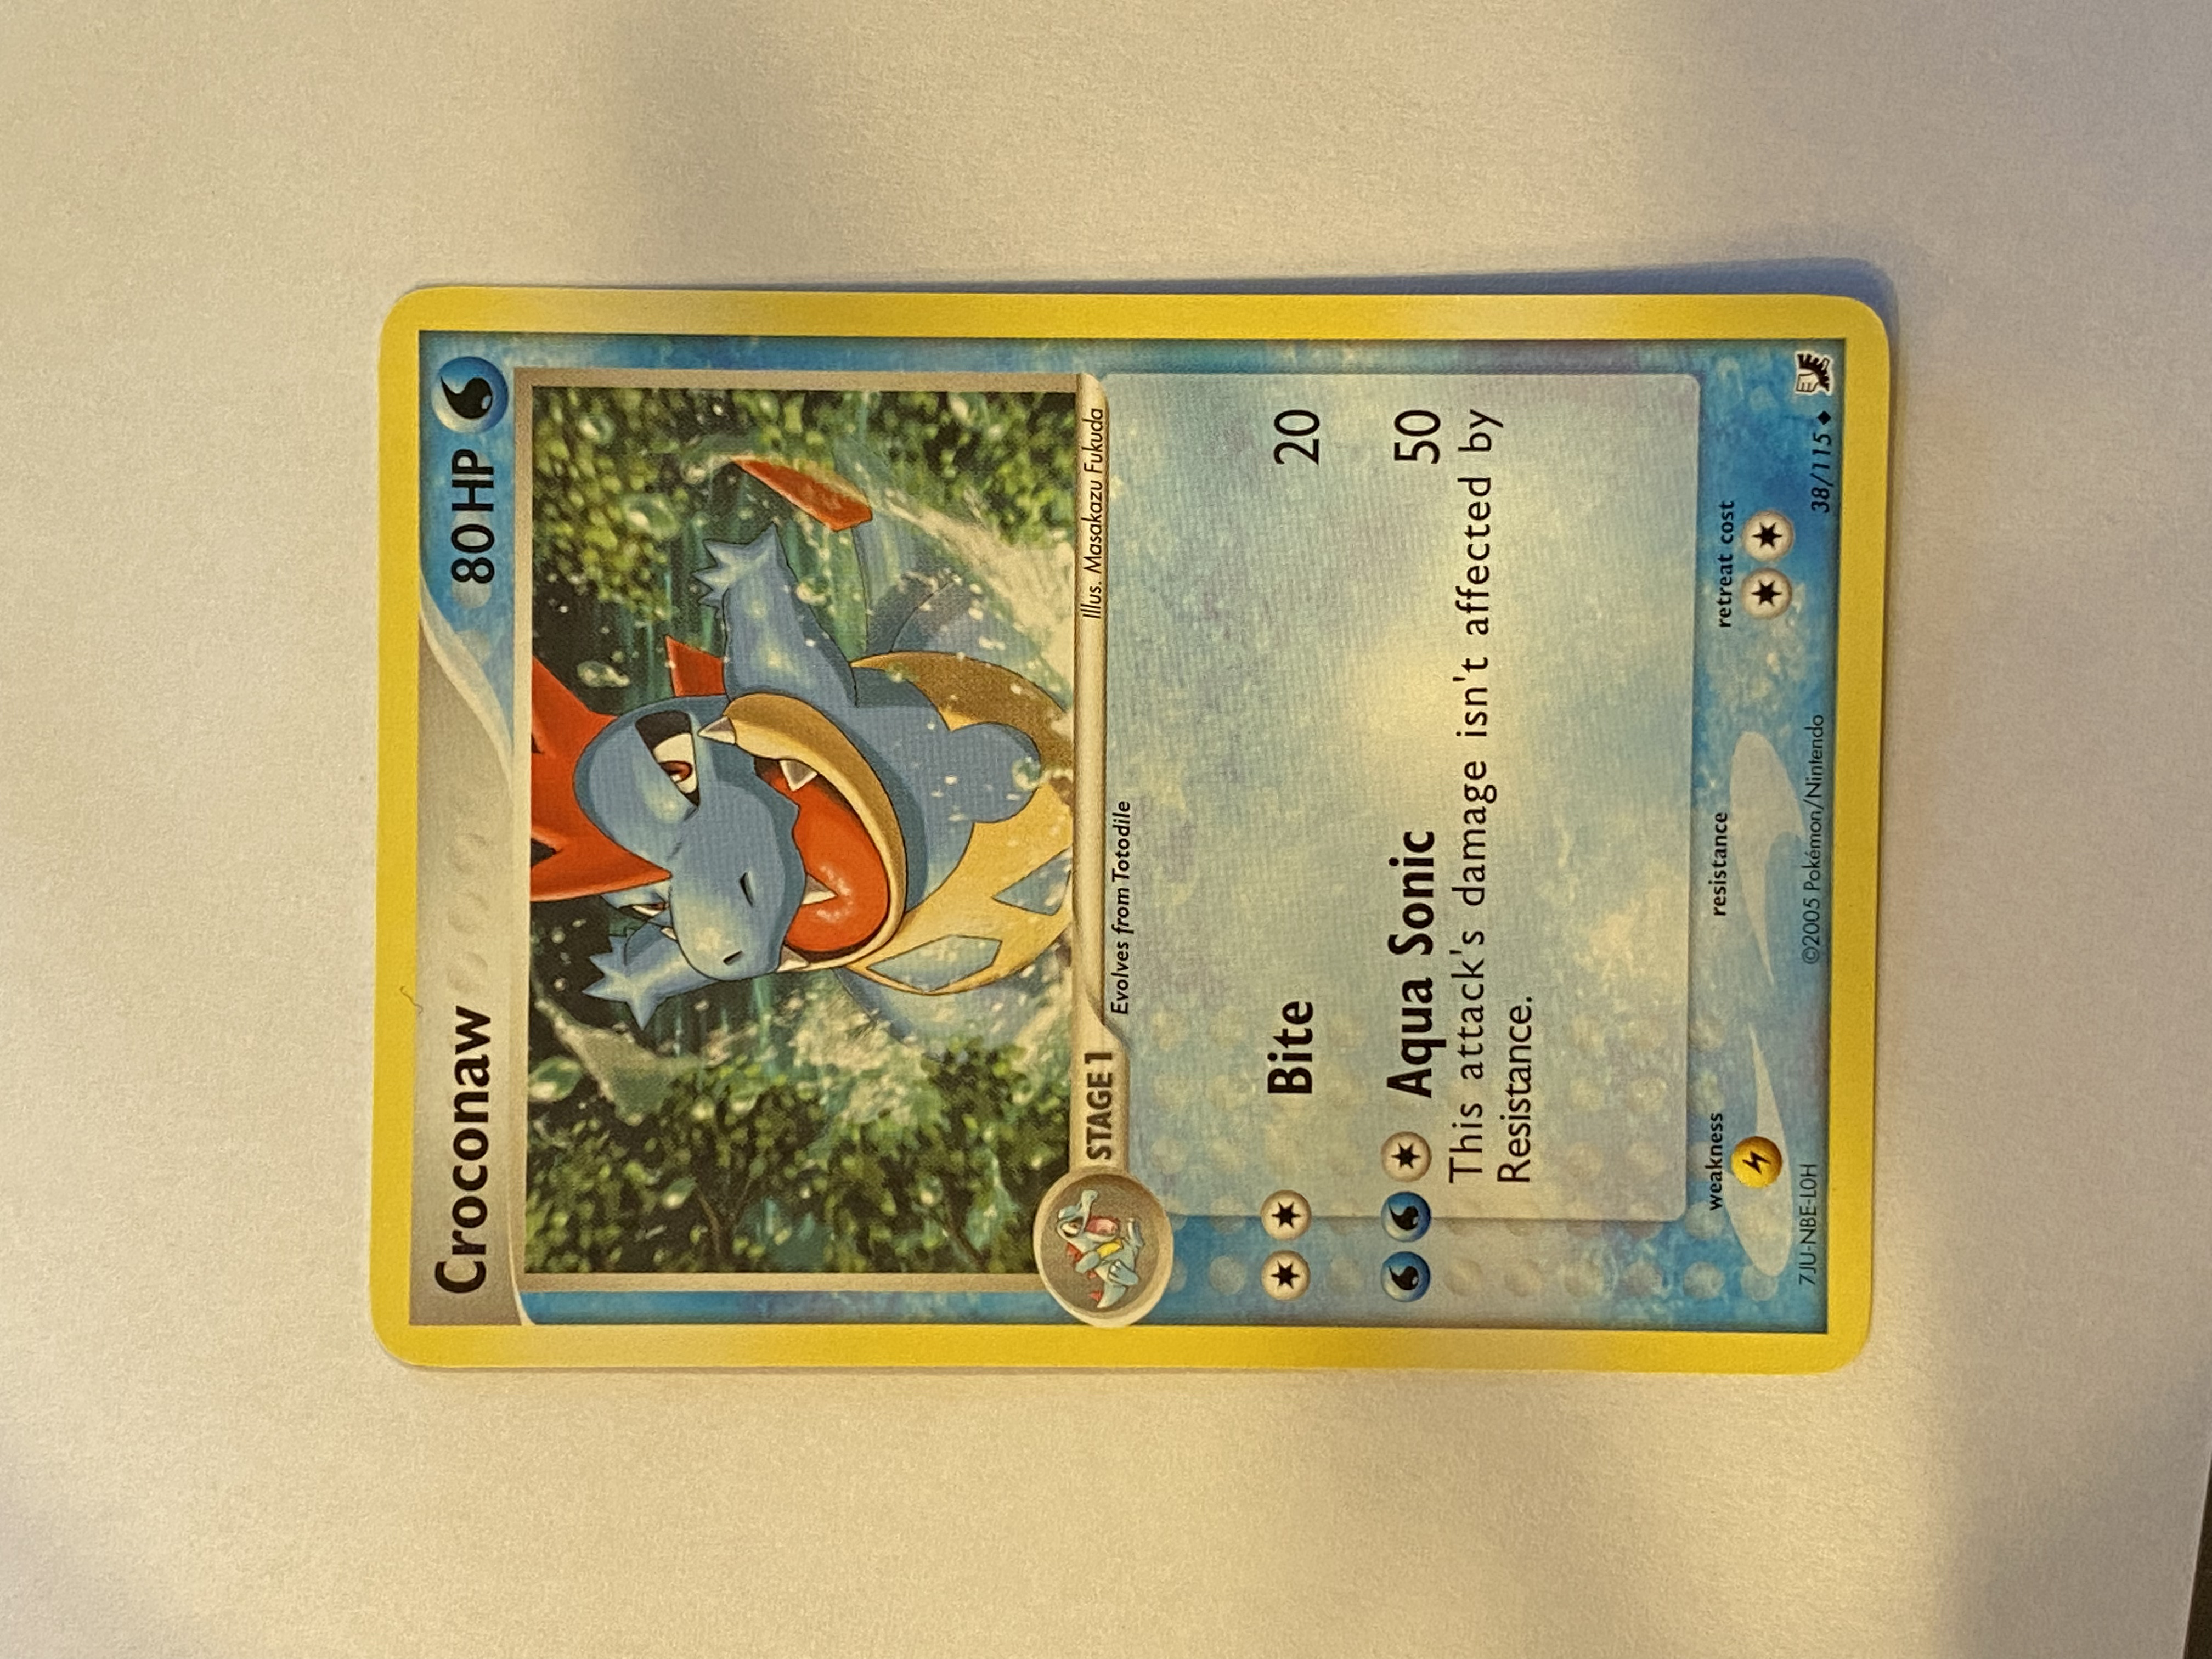 Croconaw 80 HP
STAGE 1
Illus. Masakazu Fukuda
Evolves from Totodile
Bite 20
Aqua Sonic 50
This attack's damage isn't affected by
Resistance.
weakness resistance retreat cost
7JU-NBE-L0H ©2005 Pokémon/Nintendo 38/115